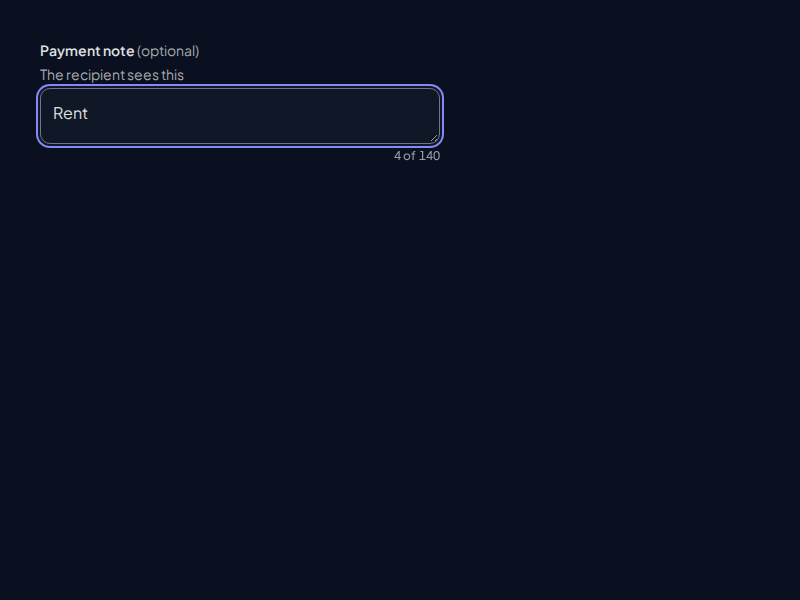 Payment note (optional)
The recipient sees this
Rent
4 of 140